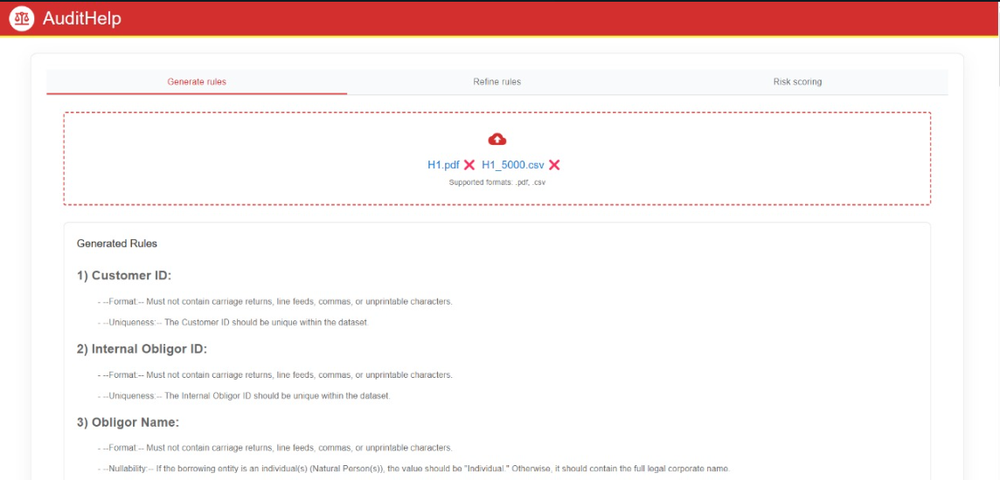 AuditHelp
Generate rules
Refine rules
Risk scoring
H1.pdf ❌ H1_5000.csv ❌
Supported formats: .pdf, .csv
Generated Rules
1) Customer ID:
- --Format:-- Must not contain carriage returns, line feeds, commas, or unprintable characters.
- --Uniqueness:-- The Customer ID should be unique within the dataset.
2) Internal Obligor ID:
- --Format:-- Must not contain carriage returns, line feeds, commas, or unprintable characters.
- --Uniqueness:-- The Internal Obligor ID should be unique within the dataset.
3) Obligor Name:
- --Format:-- Must not contain carriage returns, line feeds, commas, or unprintable characters.
- --Nullability:-- If the borrowing entity is an individual(s) (Natural Person(s)), the value should be "Individual." Otherwise, it should contain the full legal corporate name.